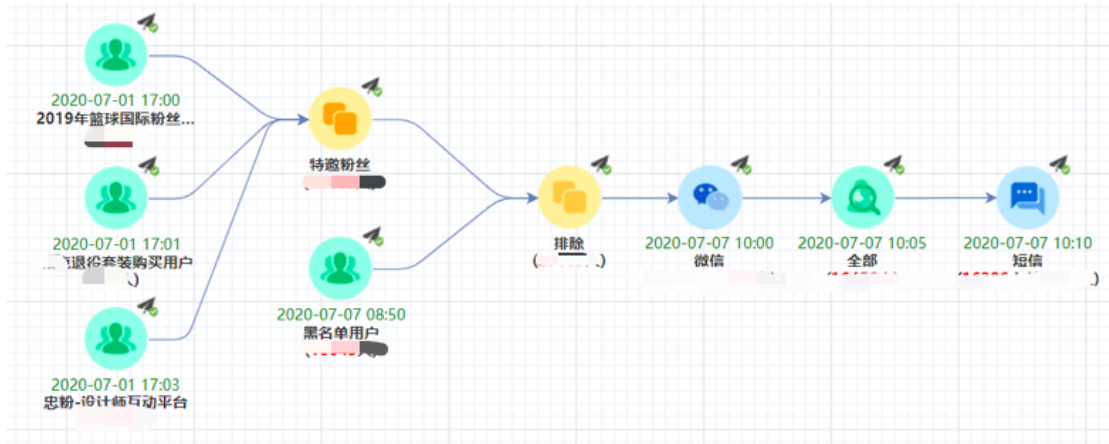 2020-07-01 17:00
2019年篮球国际粉丝...
特邀粉丝
2020-07-01 17:01
退役套装购买用户
人)
2020-07-07 08:50
黑名单用户
排除
2020-07-07 10:00
微信
2020-07-07 10:05
全部
2020-07-07 10:10
短信
2020-07-01 17:03
忠粉-设计师互动平台